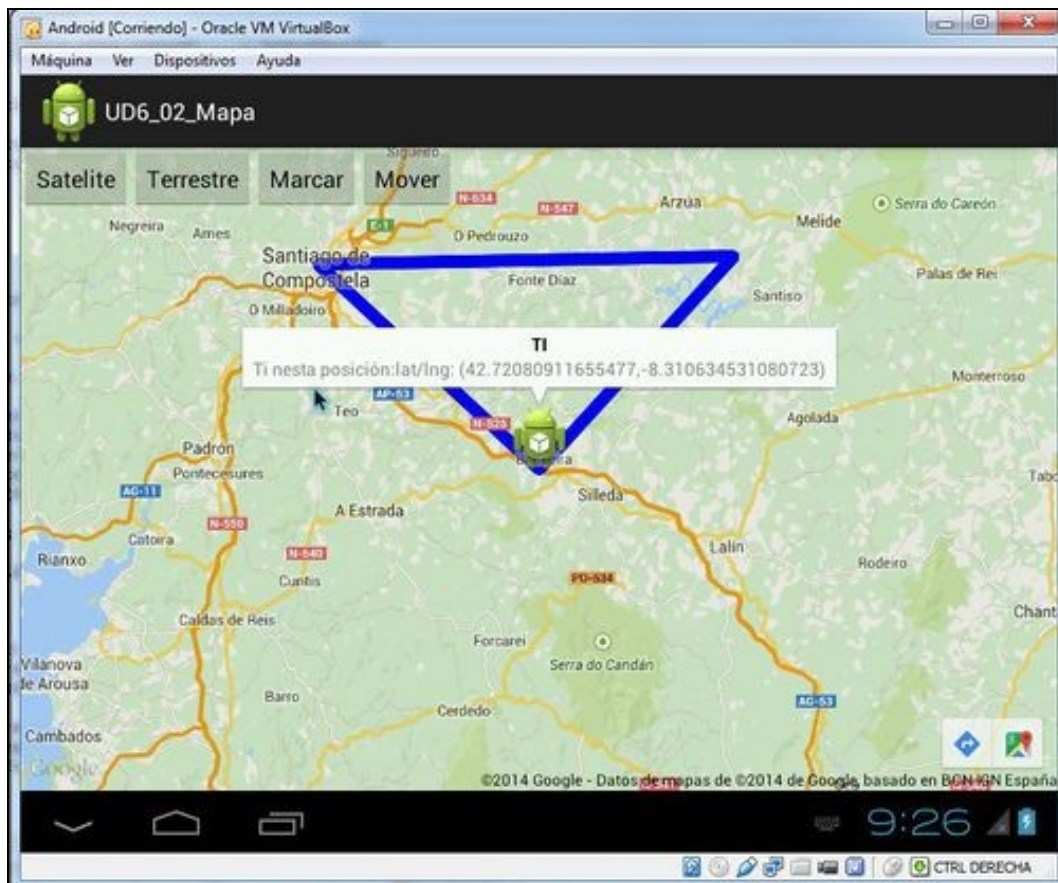 Android [Corriendo] - Oracle VM VirtualBox
Máquina Ver Dispositivos Ayuda
UD6_02_Mapa
Satelite Terrestre Marcar Mover
Sigueiro
N-634
N-547
Arzúa
Serra do Careón
Melide
Negreira
Ames
E-1
O Pedrouzo
Santiago de
Compostela
Fonte Diaz
Palas de Rei
Santiso
O Milladoiro
TI
Ti nesta posición:lat/lng: (42.72080911655477,-8.310634531080723)
Monterroso
AP-53
Teo
N-525
Agolada
Padrón
Pontecesures
AG-11
Silleda
A Estrada
N-550
Catoira
N-640
Lalín
Rianxo
Rodeiro
Cuntis
PO-534
Caldas de Reis
Forcarei
Serra do Candán
Vilanova
de Arousa
Barro
Cerdedo
AG-53
Cambados
Google
©2014 Google - Datos de mapas de ©2014 de Google, basado en BCN IGN España
9:26
CTRL DERECHA